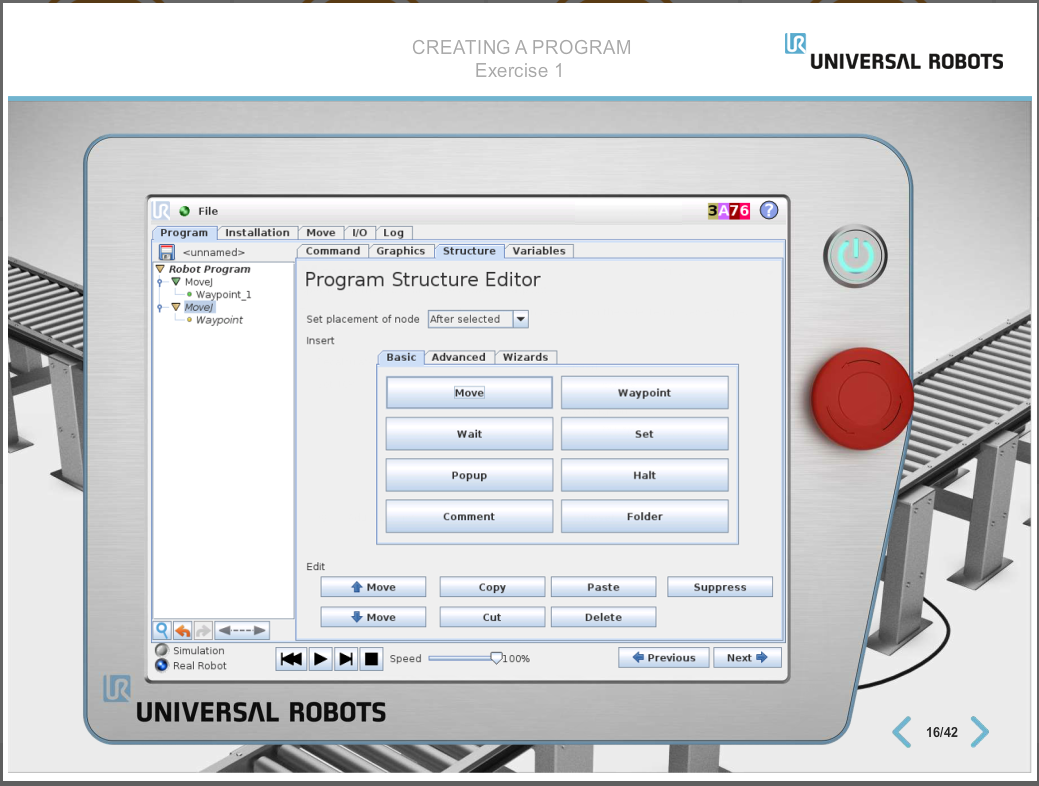 CREATING A PROGRAM
Exercise 1
UR
UNIVERSAL ROBOTS
UR File 3A76 ?
Program Installation Move I/O Log
<unnamed> Command Graphics Structure Variables
Robot Program
MoveJ
Waypoint_1
MoveJ
Waypoint
Program Structure Editor
Set placement of node After selected
Insert
Basic Advanced Wizards
Move Waypoint
Wait Set
Popup Halt
Comment Folder
Edit
Move Copy Paste Suppress
Move Cut Delete
Simulation
Real Robot
Speed 100% Previous Next
UR
UNIVERSAL ROBOTS
16/42